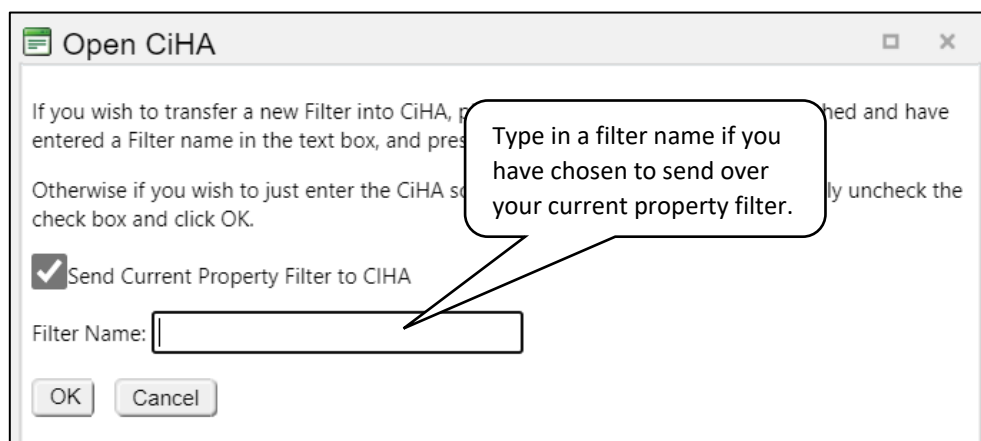 Open CiHA
If you wish to transfer a new Filter into CiHA, p hed and have
entered a Filter name in the text box, and pres
Otherwise if you wish to just enter the CiHA s ly uncheck the
check box and click OK.
Type in a filter name if you
have chosen to send over
your current property filter.
Send Current Property Filter to CIHA
Filter Name:
OK Cancel